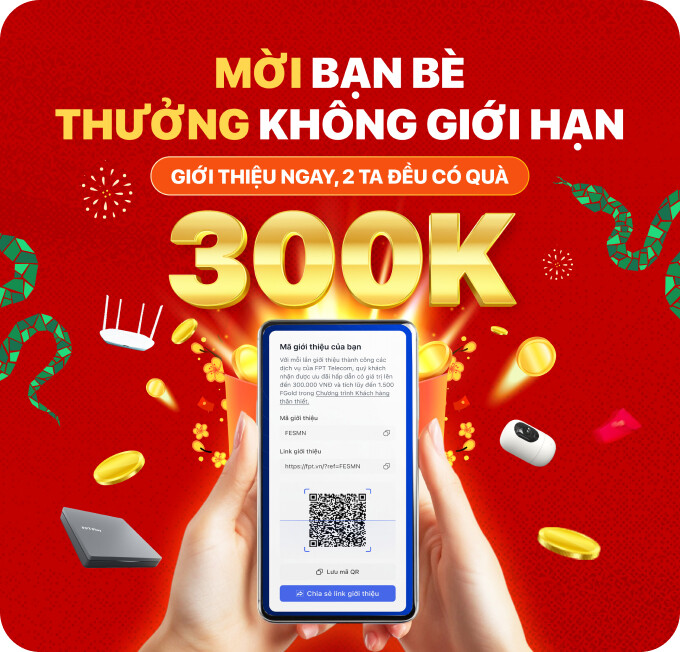 MỜI BẠN BÈ
THƯỞNG KHÔNG GIỚI HẠN
GIỚI THIỆU NGAY, 2 TA ĐỀU CÓ QUÀ
300K
Mã giới thiệu của bạn
Với mỗi lần giới thiệu thành công các
dịch vụ của FPT Telecom, quý khách
nhận được ưu đãi hấp dẫn có giá trị lên
đến 300.000 VNĐ và tích lũy đến 1.500
FGold trong Chương trình Khách hàng
thân thiết.
Mã giới thiệu
FESMN
Link giới thiệu
https://fpt.vn/?ref=FESMN
Lưu mã QR
Chia sẻ link giới thiệu